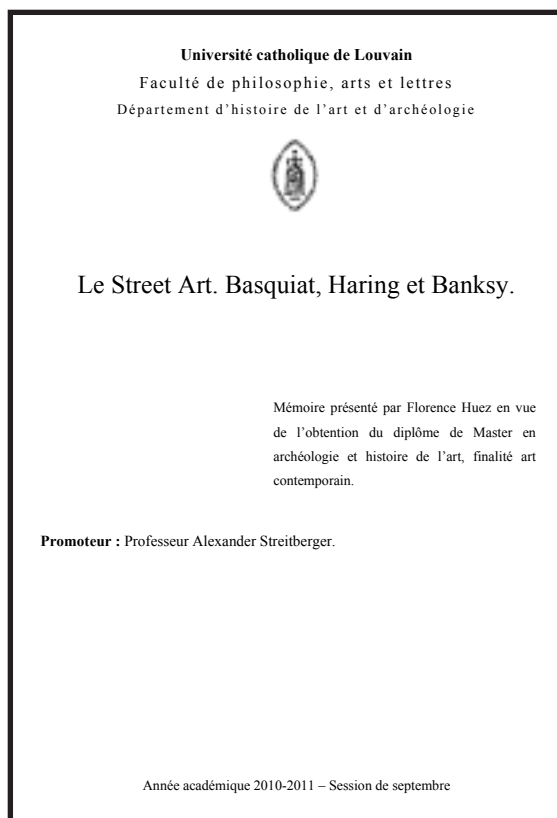 Université catholique de Louvain
Faculté de philosophie, arts et lettres
Département d’histoire de l’art et d’archéologie
Le Street Art. Basquiat, Haring et Banksy.
Mémoire présenté par Florence Huez en vue
de l’obtention du diplôme de Master en
archéologie et histoire de l’art, finalité art
contemporain.
Promoteur : Professeur Alexander Streitberger.
Année académique 2010-2011 – Session de septembre